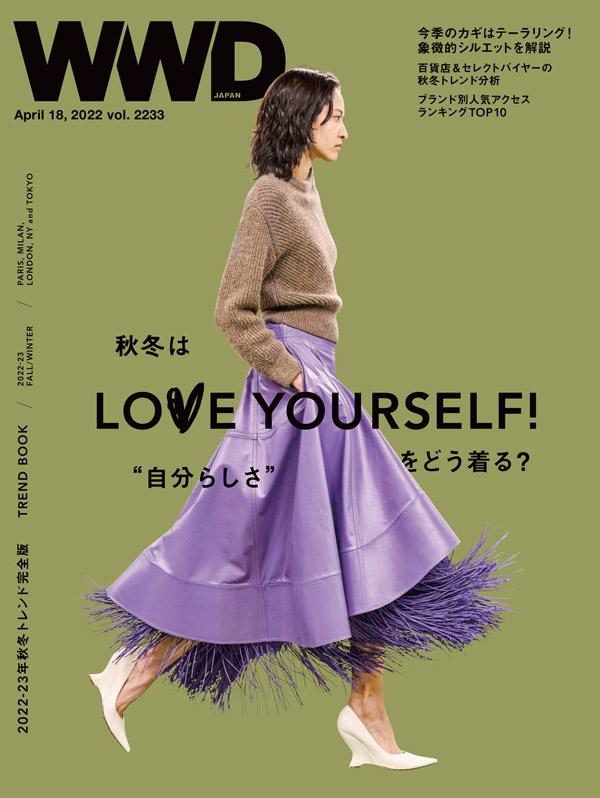 WWD
JAPAN
April 18, 2022 vol. 2233
今季のカギはテーラリング！
象徴的シルエットを解説
百貨店＆セレクトバイヤーの
秋冬トレンド分析
ブランド別人気アクセス
ランキングTOP10
秋冬は
LOVE YOURSELF!
“自分らしさ”
をどう着る？
2022-23年秋冬トレンド完全版 TREND BOOK / 2022-23 FALL/WINTER / PARIS, MILAN, LONDON, NY and TOKYO